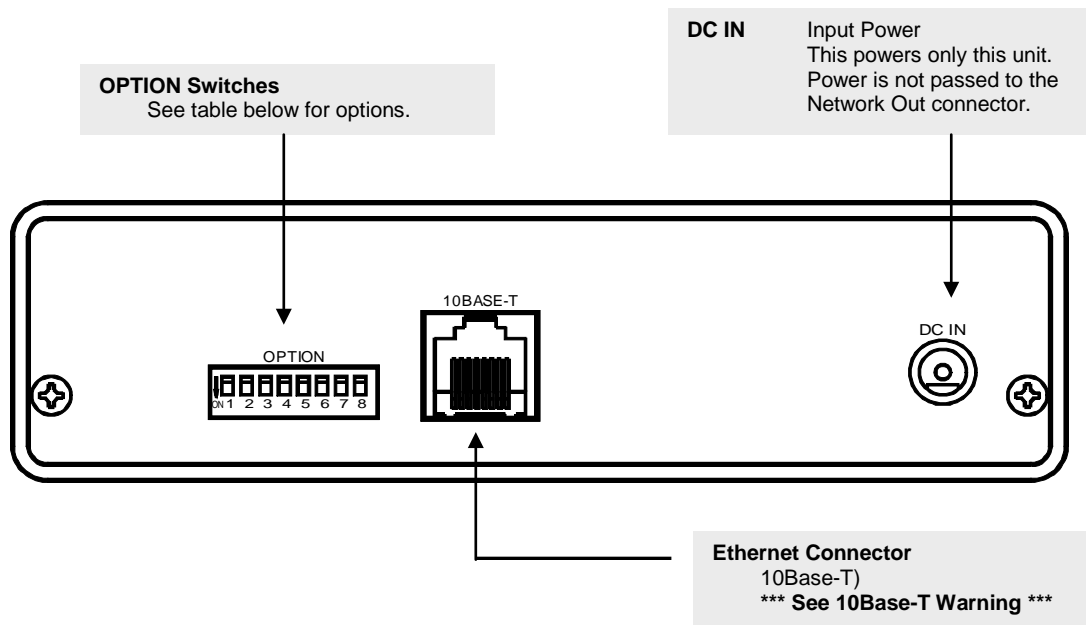 DC IN Input Power
This powers only this unit.
Power is not passed to the
Network Out connector.
OPTION Switches
See table below for options.
10BASE-T
DC IN
OPTION
ON 1 2 3 4 5 6 7 8
Ethernet Connector
10Base-T)
*** See 10Base-T Warning ***